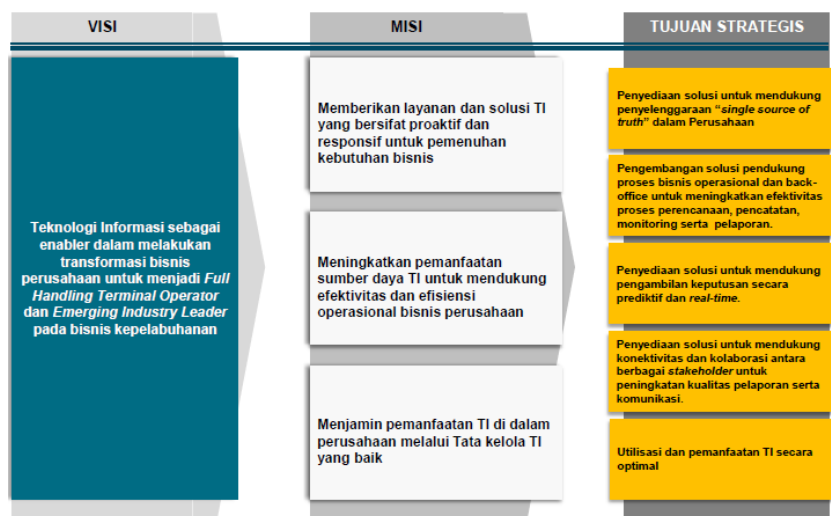 VISI
Teknologi Informasi sebagai
enabler dalam melakukan
transformasi bisnis
perusahaan untuk menjadi Full
Handling Terminal Operator
dan Emerging Industry Leader
pada bisnis kepelabuhanan
MISI
Memberikan layanan dan solusi TI
yang bersifat proaktif dan
responsif untuk pemenuhan
kebutuhan bisnis
Meningkatkan pemanfaatan
sumber daya TI untuk mendukung
efektivitas dan efisiensi
operasional bisnis perusahaan
Menjamin pemanfaatan TI di dalam
perusahaan melalui Tata kelola TI
yang baik
TUJUAN STRATEGIS
Penyediaan solusi untuk mendukung
penyelenggaraan “single source of
truth” dalam Perusahaan
Pengembangan solusi pendukung
proses bisnis operasional dan back-
office untuk meningkatkan efektivitas
proses perencanaan, pencatatan,
monitoring serta pelaporan.
Penyediaan solusi untuk mendukung
pengambilan keputusan secara
prediktif dan real-time.
Penyediaan solusi untuk mendukung
konektivitas dan kolaborasi antara
berbagai stakeholder untuk
peningkatan kualitas pelaporan serta
komunikasi.
Utilisasi dan pemanfaatan TI secara
optimal